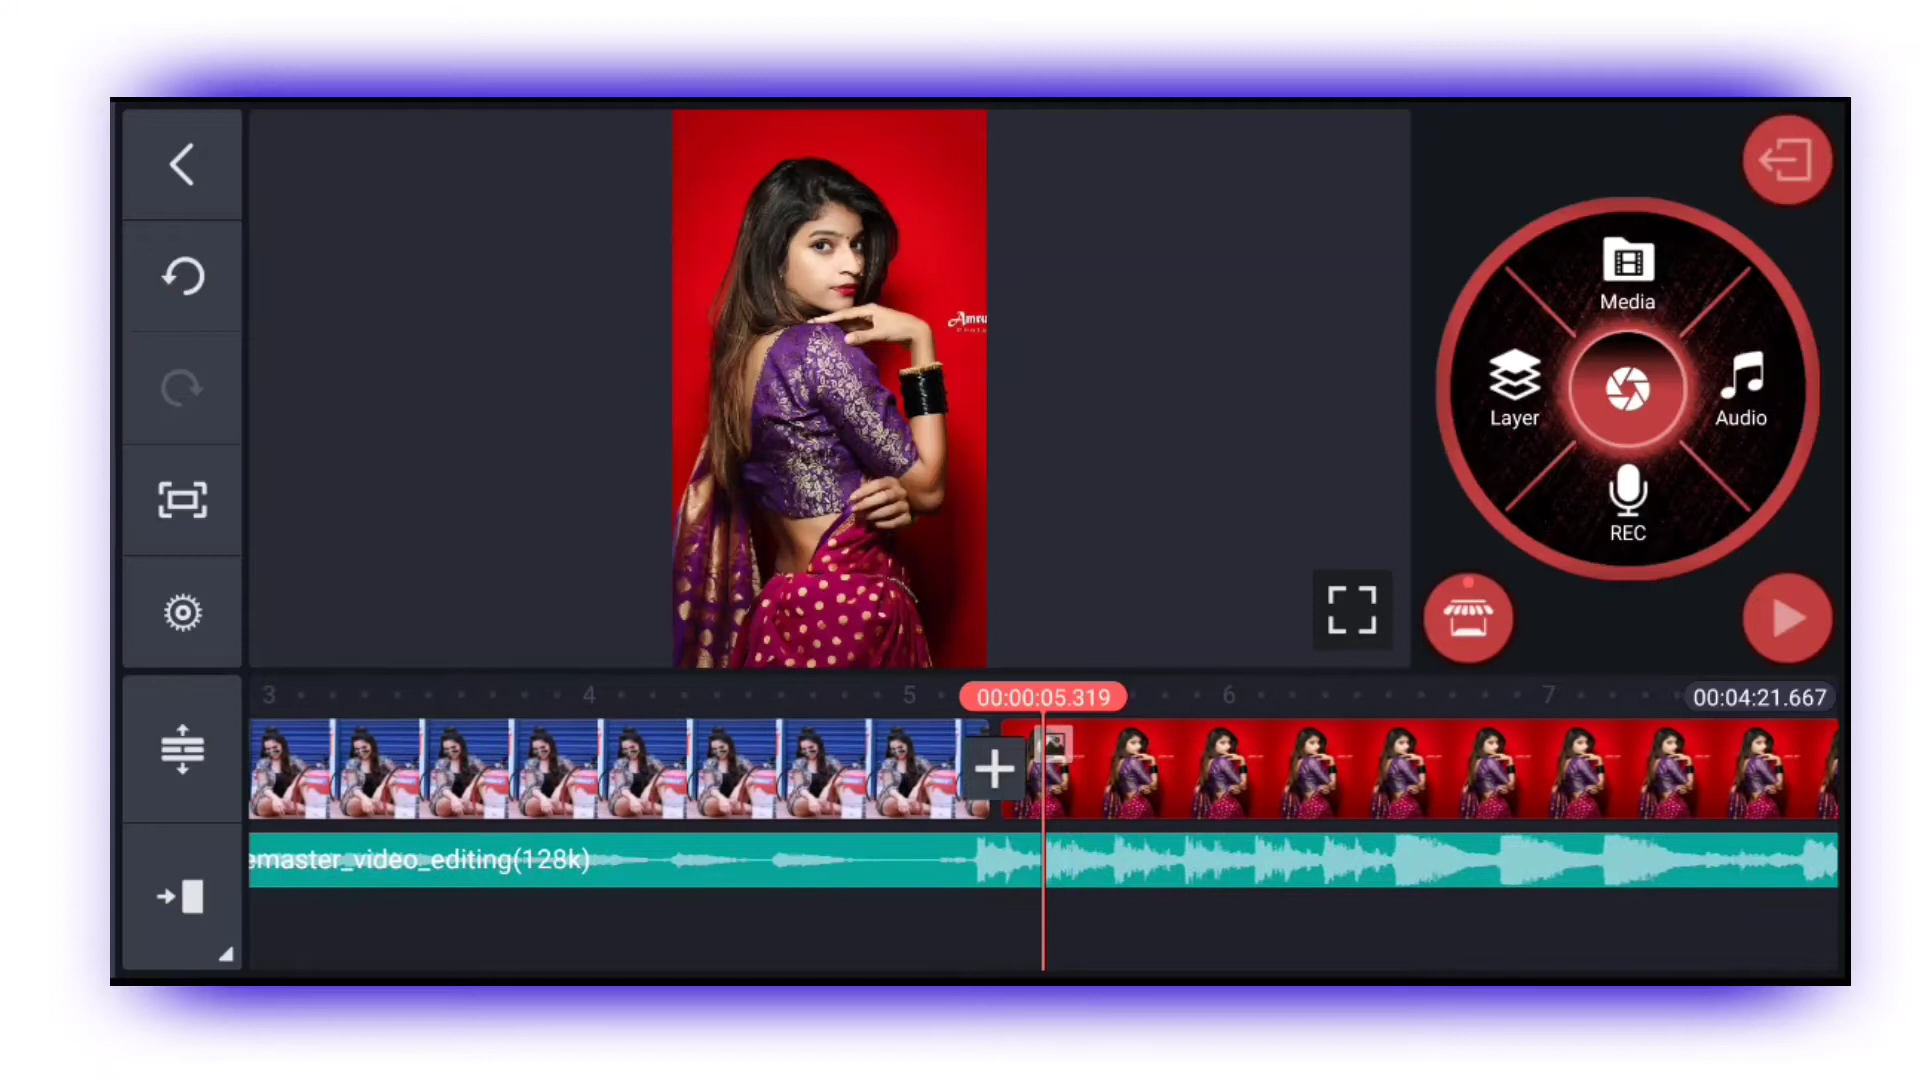 Media
Layer
Audio
REC
3
4
5
00:00:05.319
6
7
00:04:21.667
emaster_video_editing(128k)